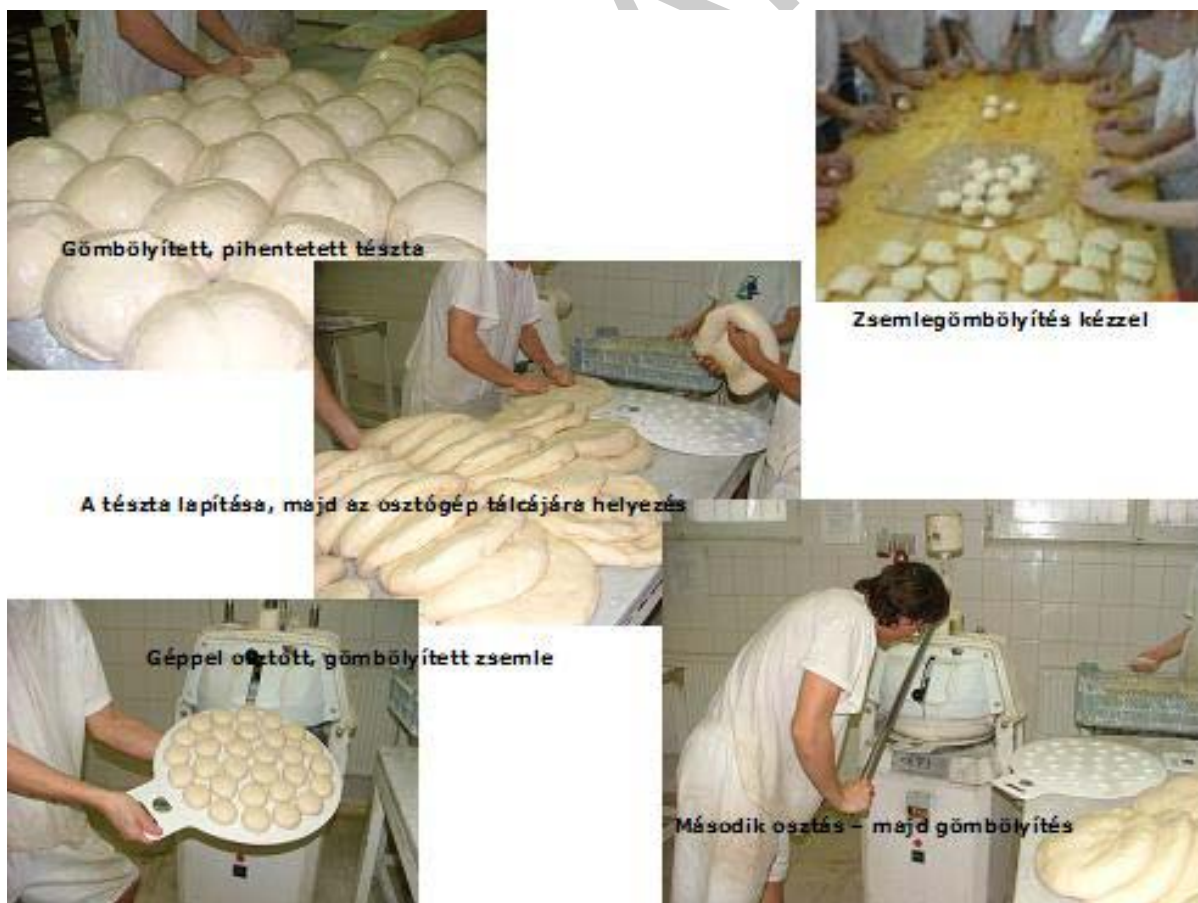 Gömbölyített, pihentetett tészta
Zsemlegömbölyítés kézzel
A tészta lapítása, majd az osztógép tálcájára helyezés
Géppel osztott, gömbölyített zsemle
Második osztás – majd gömbölyítés